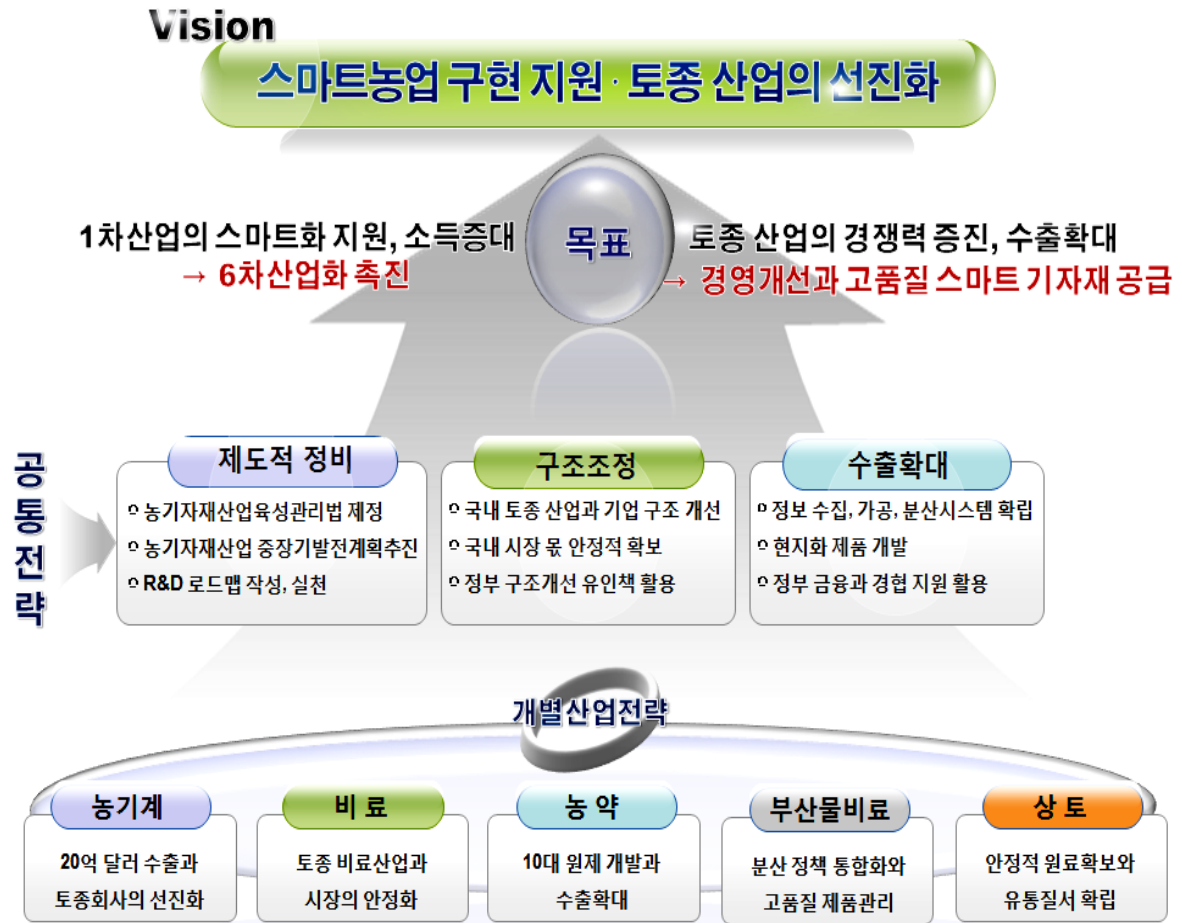 Vision
스마트농업 구현 지원 · 토종 산업의 선진화
목표
1차산업의 스마트화 지원, 소득증대
→ 6차산업화 촉진
토종 산업의 경쟁력 증진, 수출확대
→ 경영개선과 고품질 스마트 기자재 공급
공통전략
제도적 정비
농기자재산업육성관리법 제정
농기자재산업 중장기발전계획추진
R&D 로드맵 작성, 실천
구조조정
국내 토종 산업과 기업 구조 개선
국내 시장 몫 안정적 확보
정부 구조개선 유인책 활용
수출확대
정보 수집, 가공, 분산시스템 확립
현지화 제품 개발
정부 금융과 경협 지원 활용
개별산업전략
농기계
20억 달러 수출과
토종회사의 선진화
비 료
토종 비료산업과
시장의 안정화
농 약
10대 원제 개발과
수출확대
부산물비료
분산 정책 통합화와
고품질 제품관리
상 토
안정적 원료확보와
유통질서 확립